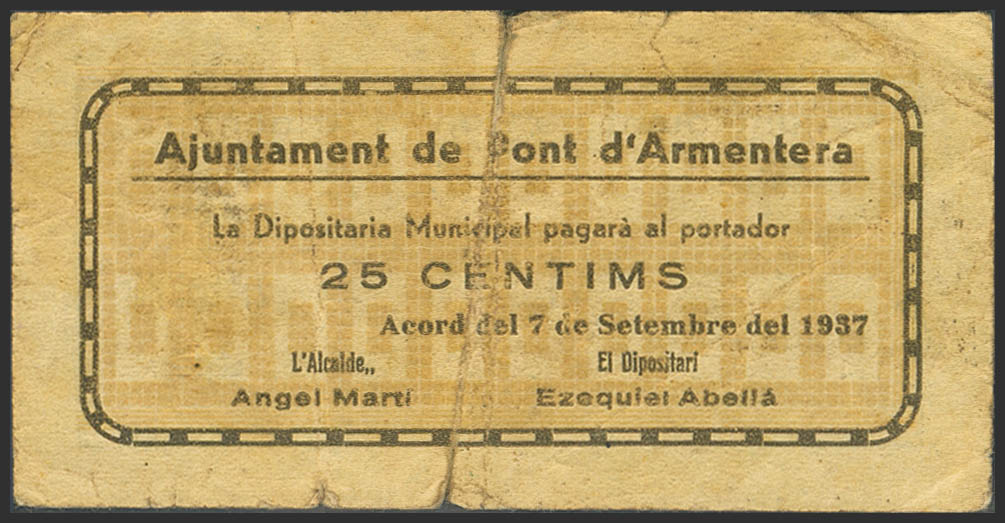 Ajuntament de Pont d'Armentera
La Dipositaria Municipal pagarà al portador
25 CENTIMS
Acord del 7 de Setembre del 1937
L'Alcalde,, El Dipositari
Angel Martí Ezequiel Abellá